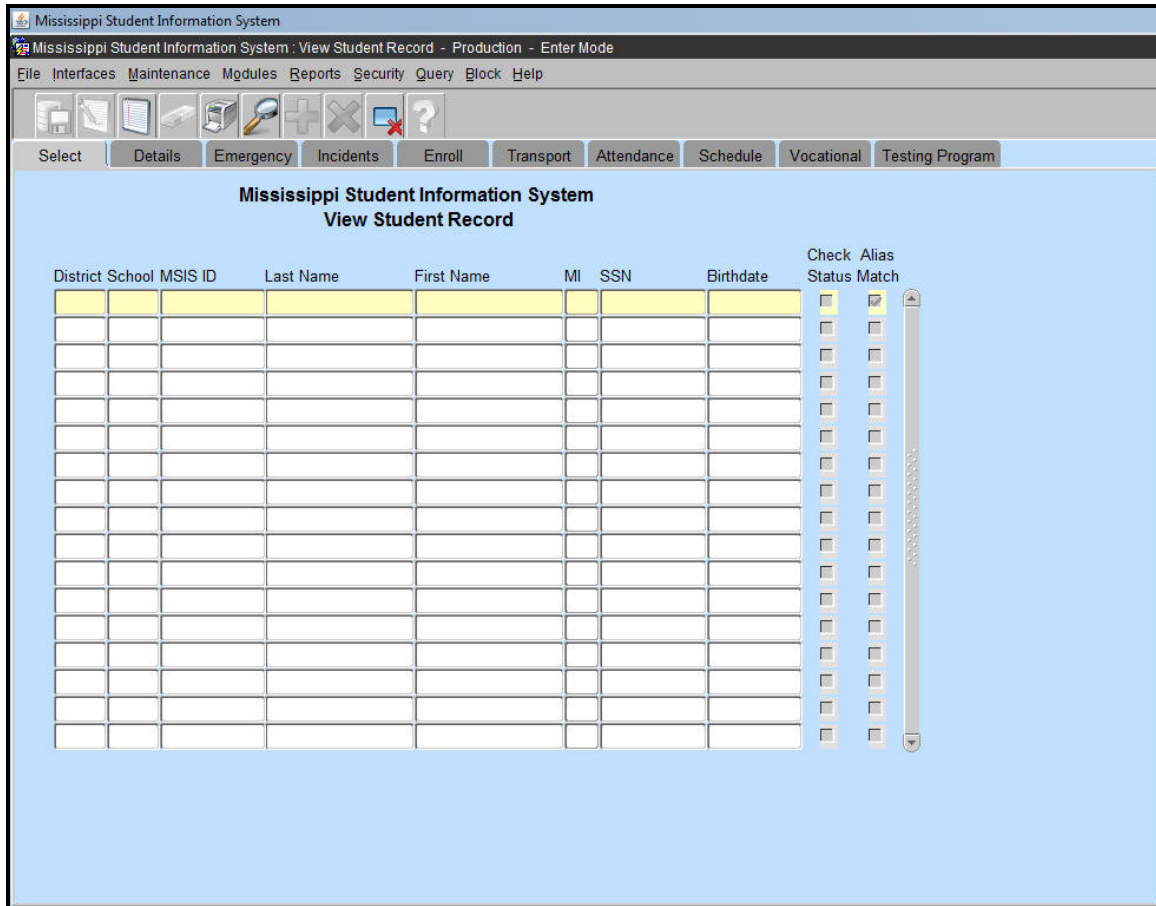 Mississippi Student Information System
Mississippi Student Information System : View Student Record - Production - Enter Mode
File Interfaces Maintenance Modules Reports Security Query Block Help
Select Details Emergency Incidents Enroll Transport Attendance Schedule Vocational Testing Program
Mississippi Student Information System
View Student Record
Check Alias
District School MSIS ID Last Name First Name MI SSN Birthdate Status Match